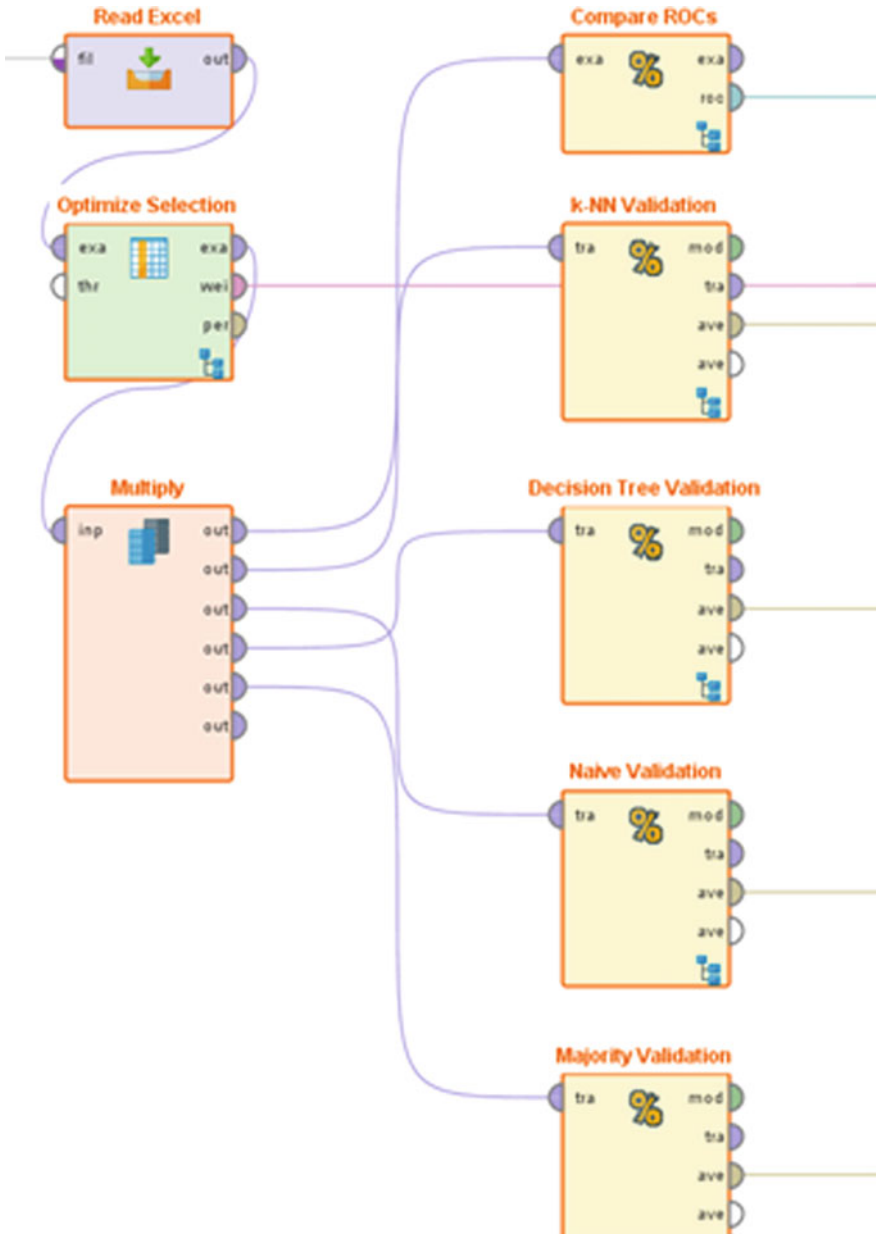 Read Excel
fil
out
Optimize Selection
exa
exa
thr
wei
per
Multiply
inp
out
out
out
out
out
out
Compare ROCs
exa
exa
roc
k-NN Validation
tra
mod
tra
ave
ave
Decision Tree Validation
tra
mod
tra
ave
ave
Naive Validation
tra
mod
tra
ave
ave
Majority Validation
tra
mod
tra
ave
ave